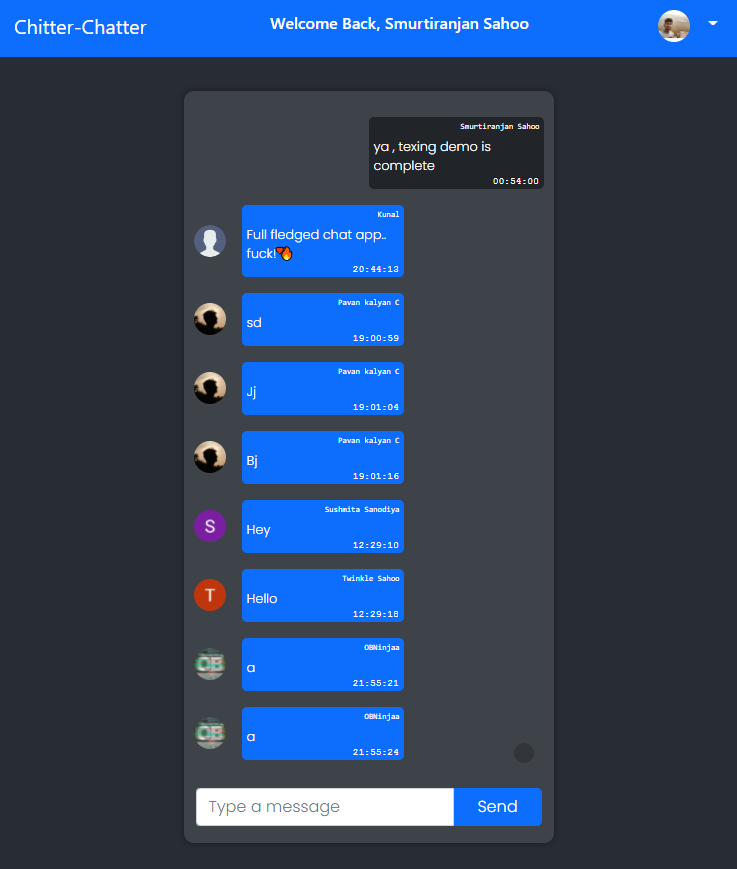 Chitter-Chatter
Welcome Back, Smurtiranjan Sahoo
Smurtiranjan Sahoo
ya , texing demo is
complete
00:54:00
Kunal
Full fledged chat app..
fuck!
20:44:13
Pavan kalyan C
sd
19:00:59
Pavan kalyan C
Jj
19:01:04
Pavan kalyan C
Bj
19:01:16
Sushmita Sanodiya
S
Hey
12:29:10
Twinkle Sahoo
T
Hello
12:29:18
OBNinjaa
OB
a
21:55:21
OBNinjaa
OB
a
21:55:24
Type a message
Send